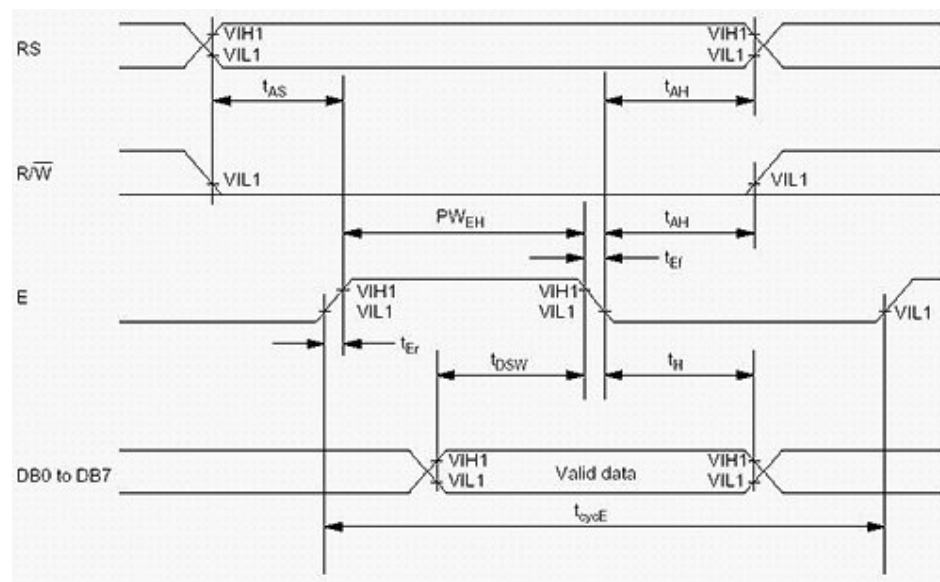 RS
VIH1
VIL1
VIH1
VIL1
tAS
tAH
R/W̅
VIL1
VIL1
PWEH
tAH
tEf
E
VIH1
VIL1
VIH1
VIL1
VIL1
tEr
tDSW
tH
DB0 to DB7
VIH1
VIL1
Valid data
VIH1
VIL1
tcycE